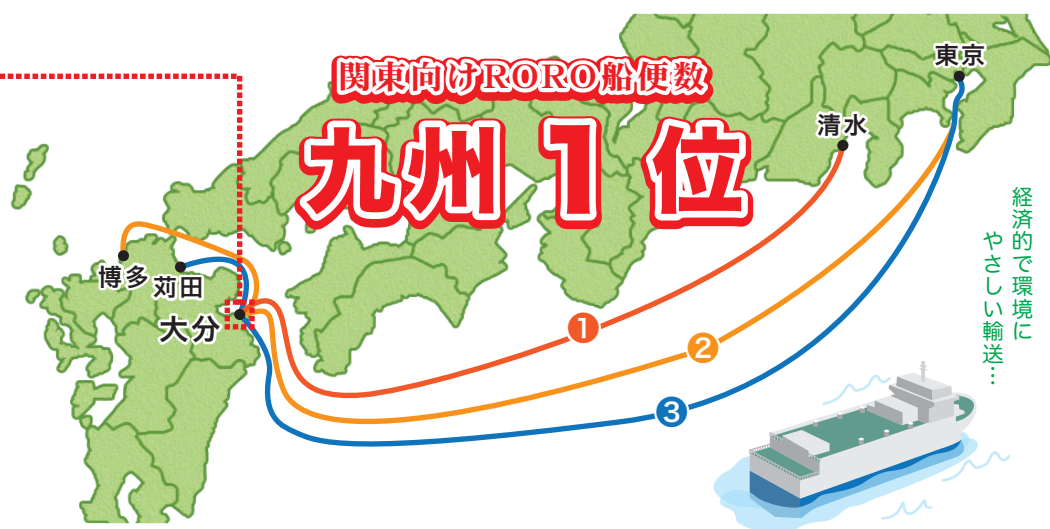 関東向けRORO船便数
九州1位
東京
清水
博多
苅田
大分
1
2
3
経済的で環境に
やさしい輸送…